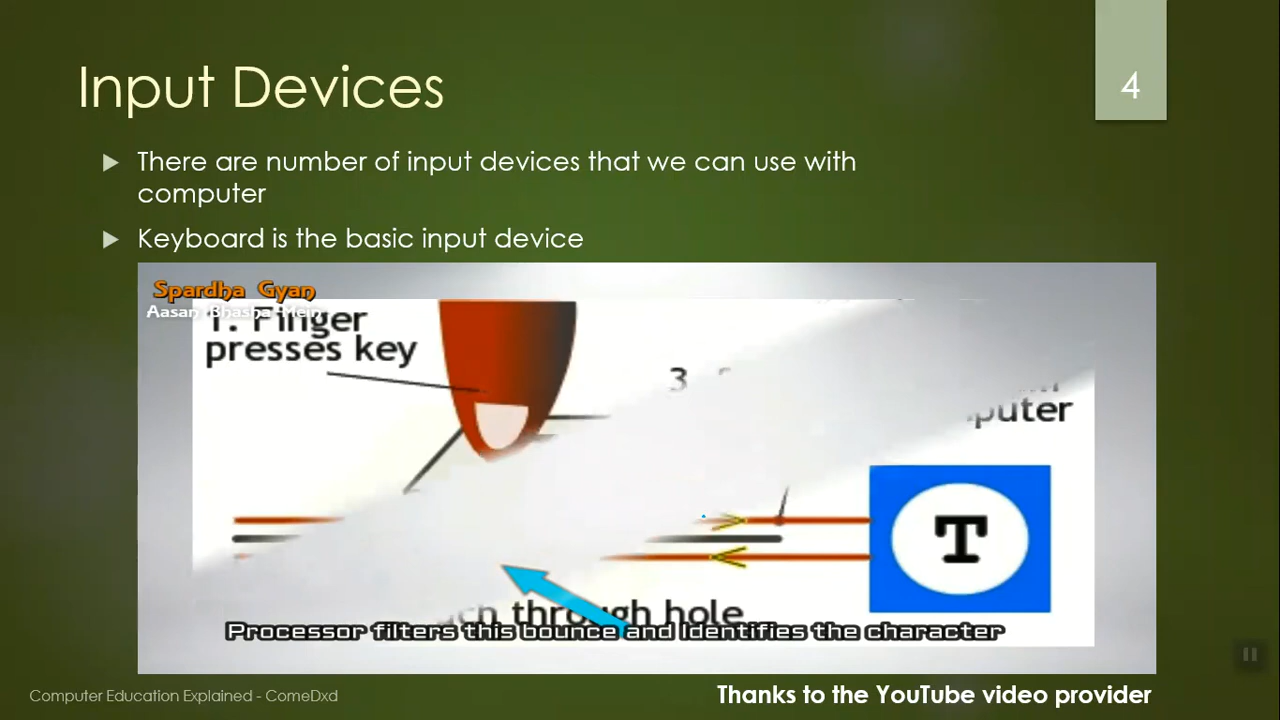 Input Devices
4
There are number of input devices that we can use with
computer
Keyboard is the basic input device
Spardha Gyan
Aasan Bhasha Mein
1. Finger
presses key
3
T
through hole
Processor filters this bounce and Identifies the character
Computer Education Explained - ComeDxd
Thanks to the YouTube video provider